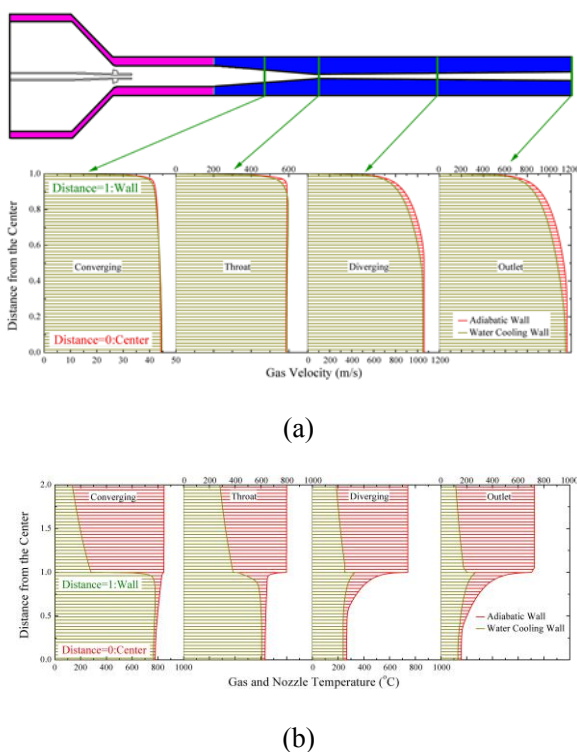 0 200 400 600
0 200 400 600 800 1000 1200
Distance=1:Wall
Converging
Throat
Diverging
Outlet
Adiabatic Wall
Water Cooling Wall
Distance=0:Center
Distance from the Center
1.0
0.8
0.6
0.4
0.2
0.0
0 10 20 30 40 50
0 200 400 600 800 1000 1200
Gas Velocity (m/s)
(a)
0 200 400 600 800 1000
0 200 400 600 800 1000
Converging
Throat
Diverging
Outlet
Distance=1:Wall
Adiabatic Wall
Water Cooling Wall
Distance=0:Center
Distance from the Center
2.0
1.5
1.0
0.5
0.0
0 200 400 600 800
0 200 400 600 800 1000
Gas and Nozzle Temperature (°C)
(b)